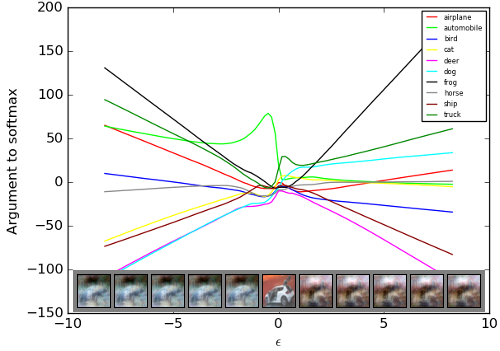 200
150
100
50
0
−50
−100
−150
−10
−5
0
5
10
Argument to softmax
ϵ
airplane
automobile
bird
cat
deer
dog
frog
horse
ship
truck